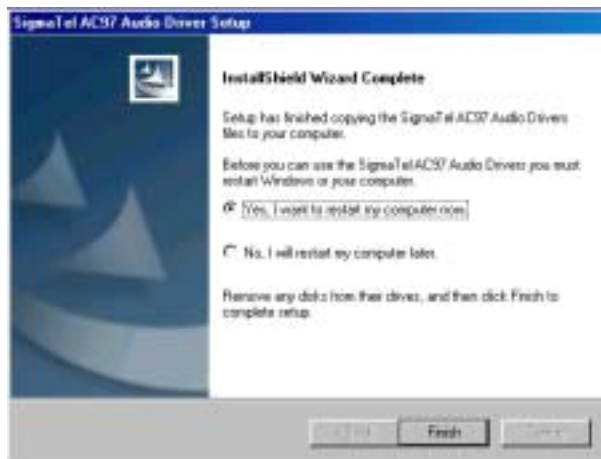 SigmaTel AC97 Audio Driver Setup
InstallShield Wizard Complete
Setup has finished copying the SigmaTel AC97 Audio Drivers
files to your computer.
Before you can use the SigmaTel AC97 Audio Drivers you must
restart Windows or your computer.
Yes, I want to restart my computer now.
No, I will restart my computer later.
Remove any disks from their drives, and then click Finish to
complete setup.
Finish